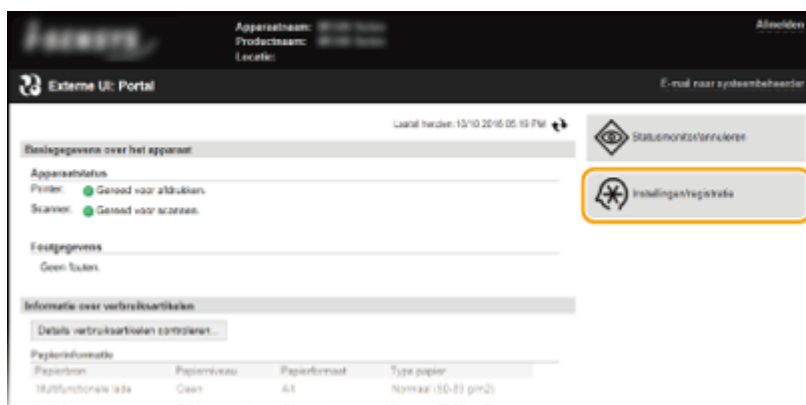 Apparaatnaam:
Productnaam:
Locatie:
Afmelden
Externe UI: Portal
E-mail naar systeembeheerder
Laatst herzien: 10/10 2016 05:19 PM
Basisgegevens over het apparaat
Statusmonitor/annuleren
Apparaatstatus
Printer: Gereed voor afdrukken.
Scanner: Gereed voor scannen.
Instellingen/registratie
Foutgegevens
Geen fouten.
Informatie over verbruiksartikelen
Details verbruiksartikelen controleren...
Papierinformatie
Papierbron Papierniveau Papierformaat Type papier
Multifunctionele lade Geen A4 Normaal (60-89 g/m2)